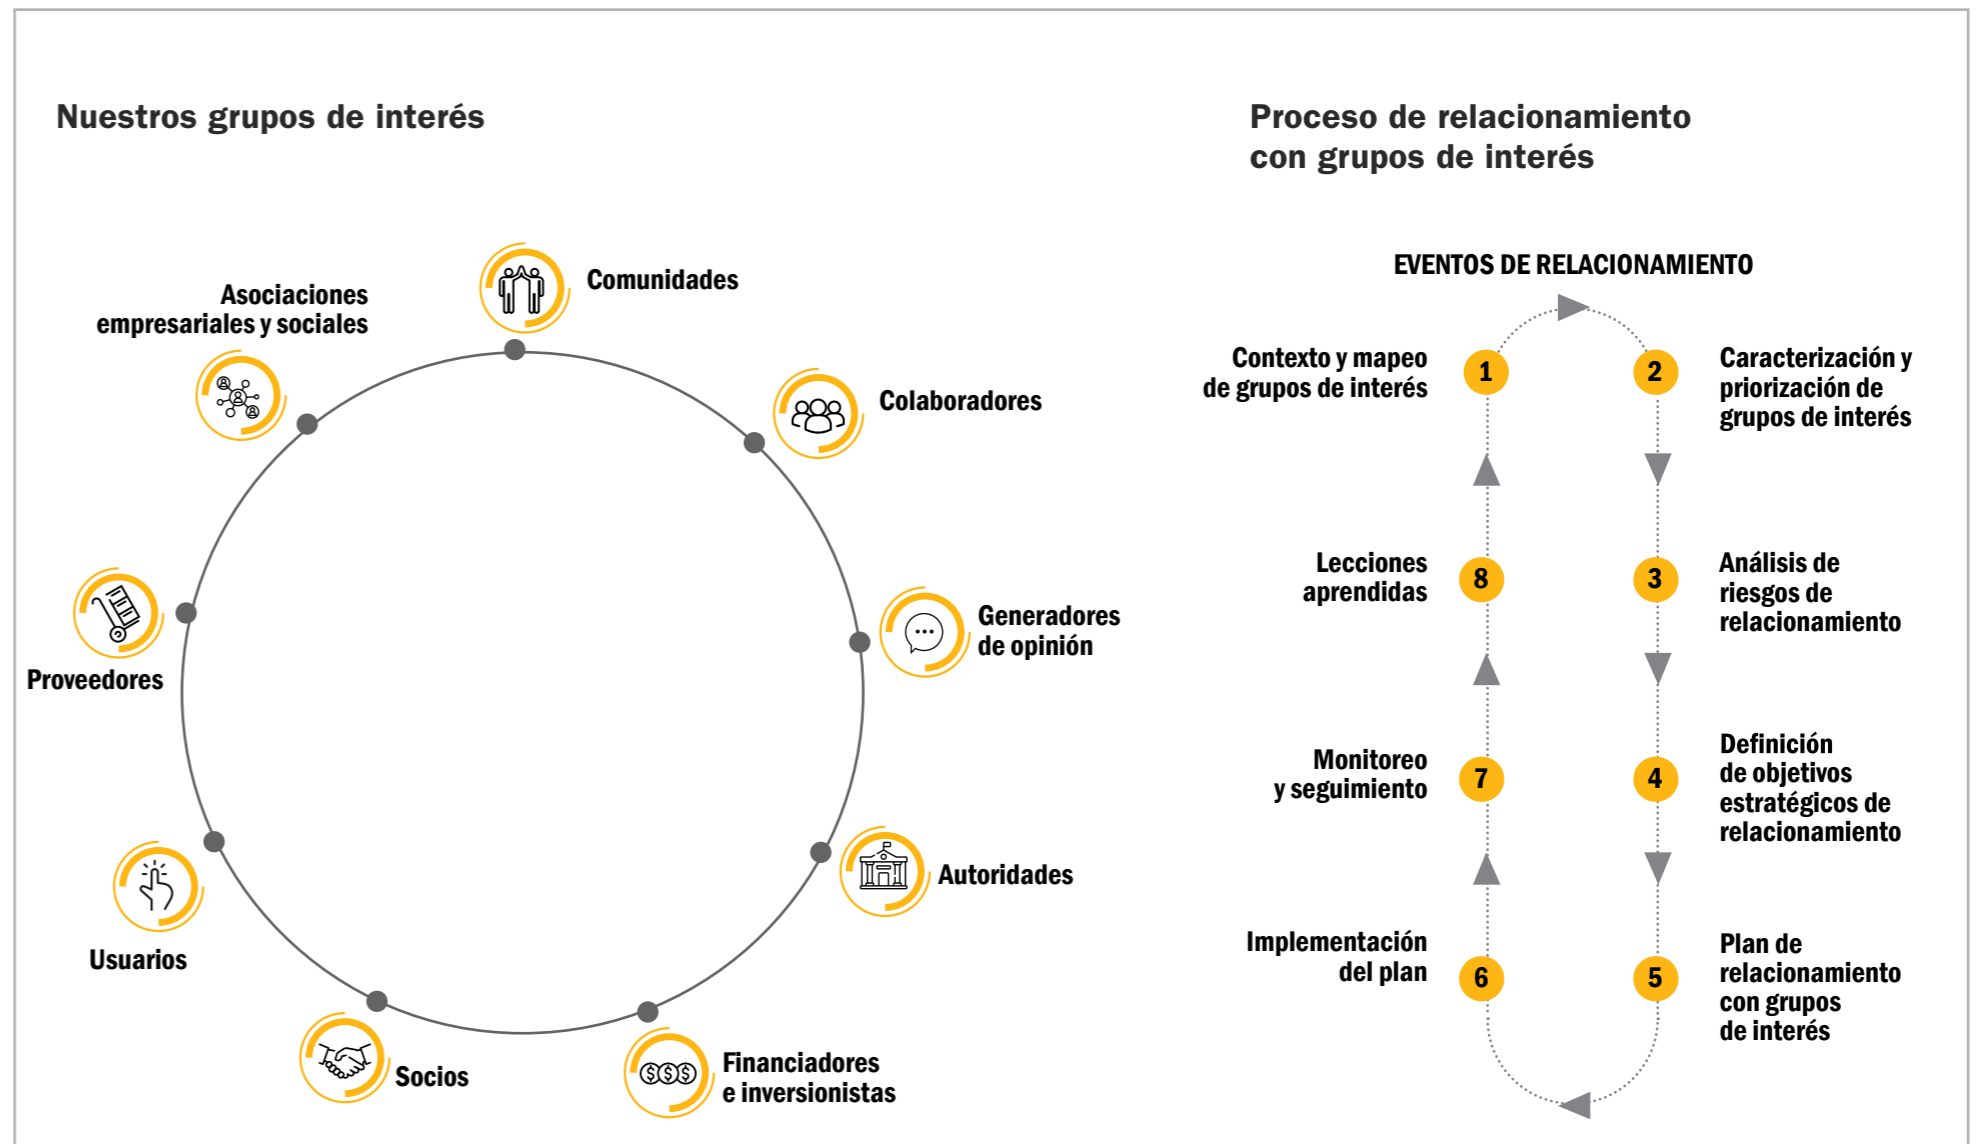 Nuestros grupos de interés
Comunidades
Colaboradores
Generadores
de opinión
Autoridades
Financiadores
e inversionistas
Socios
Usuarios
Proveedores
Asociaciones
empresariales y sociales
Proceso de relacionamiento
con grupos de interés
EVENTOS DE RELACIONAMIENTO
1
Contexto y mapeo
de grupos de interés
2
Caracterización y
priorización de
grupos de interés
3
Análisis de
riesgos de
relacionamiento
4
Definición
de objetivos
estratégicos de
relacionamiento
5
Plan de
relacionamiento
con grupos
de interés
6
Implementación
del plan
7
Monitoreo
y seguimiento
8
Lecciones
aprendidas